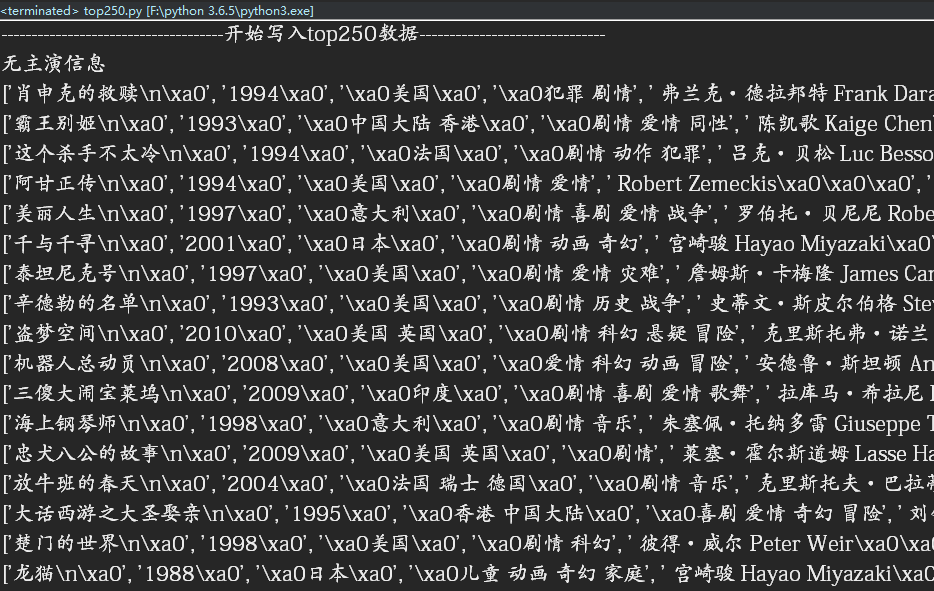 <terminated> top250.py [F:\python 3.6.5\python3.exe]
-----------------------------------开始写入top250数据-----------------------------
无主演信息
['肖申克的救赎\n\xa0','1994\xa0','\xa0美国\xa0','\xa0犯罪 剧情',' 弗兰克·德拉邦特 Frank Dara
['霸王别姬\n\xa0','1993\xa0','\xa0中国大陆 香港\xa0','\xa0剧情 爱情 同性',' 陈凯歌 Kaige Chen
['这个杀手不太冷\n\xa0','1994\xa0','\xa0法国\xa0','\xa0剧情 动作 犯罪',' 吕克·贝松 Luc Besso
['阿甘正传\n\xa0','1994\xa0','\xa0美国\xa0','\xa0剧情 爱情',' Robert Zemeckis\xa0\xa0\xa0','
['美丽人生\n\xa0','1997\xa0','\xa0意大利\xa0','\xa0剧情 喜剧 爱情 战争',' 罗伯托·贝尼尼 Robe
['千与千寻\n\xa0','2001\xa0','\xa0日本\xa0','\xa0剧情 动画 奇幻',' 宫崎骏 Hayao Miyazaki\xa0\
['泰坦尼克号\n\xa0','1997\xa0','\xa0美国\xa0','\xa0剧情 爱情 灾难',' 詹姆斯·卡梅隆 James Can
['辛德勒的名单\n\xa0','1993\xa0','\xa0美国\xa0','\xa0剧情 历史 战争',' 史蒂文·斯皮尔伯格 Stev
['盗梦空间\n\xa0','2010\xa0','\xa0美国 英国\xa0','\xa0剧情 科幻 悬疑 冒险',' 克里斯托弗·诺兰
['机器人总动员\n\xa0','2008\xa0','\xa0美国\xa0','\xa0爱情 科幻 动画 冒险',' 安德鲁·斯坦顿 An
['三傻大闹宝莱坞\n\xa0','2009\xa0','\xa0印度\xa0','\xa0剧情 喜剧 爱情 歌舞',' 拉库马·希拉尼
['海上钢琴师\n\xa0','1998\xa0','\xa0意大利\xa0','\xa0剧情 音乐',' 朱塞佩·托纳多雷 Giuseppe T
['忠犬八公的故事\n\xa0','2009\xa0','\xa0美国 英国\xa0','\xa0剧情',' 莱塞·霍尔斯道姆 Lasse Ha
['放牛班的春天\n\xa0','2004\xa0','\xa0法国 瑞士 德国\xa0','\xa0剧情 音乐',' 克里斯托夫·巴拉
['大话西游之大圣娶亲\n\xa0','1995\xa0','\xa0香港 中国大陆\xa0','\xa0喜剧 爱情 奇幻 冒险',' 刘
['楚门的世界\n\xa0','1998\xa0','\xa0美国\xa0','\xa0剧情 科幻',' 彼得·威尔 Peter Weir\xa0\xa0
['龙猫\n\xa0','1988\xa0','\xa0日本\xa0','\xa0儿童 动画 奇幻 家庭',' 宫崎骏 Hayao Miyazaki\xa0